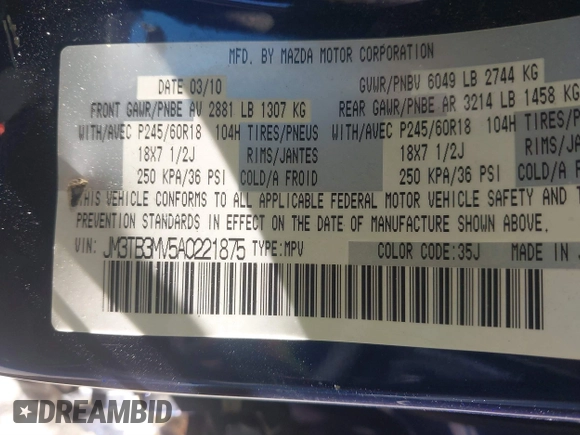 MFD. BY MAZDA MOTOR CORPORATION
DATE 03/10 GVWR/PNBV 6049 LB 2744 KG
FRONT GAWR/PNBE AV 2881 LB 1307 KG REAR GAWR/PNBE AR 3214 LB 1458 KG
WITH/AVEC P245/60R18 104H TIRES/PNEUS WITH/AVEC P245/60R18 104H
18X7 1/2J RIMS/JANTES 18X7 1/2J RIMS/JANTE
250 KPA/36 PSI COLD/A FROID 250 KPA/36 PSI COLD/A F
THIS VEHICLE CONFORMS TO ALL APPLICABLE FEDERAL MOTOR VEHICLE SAFETY AND
PREVENTION STANDARDS IN EFFECT ON THE DATE OF MANUFACTURE SHOWN ABOVE.
VIN: JM3TB3MV5A0221875 TYPE:MPV COLOR CODE:35J MADE IN
DREAMBID